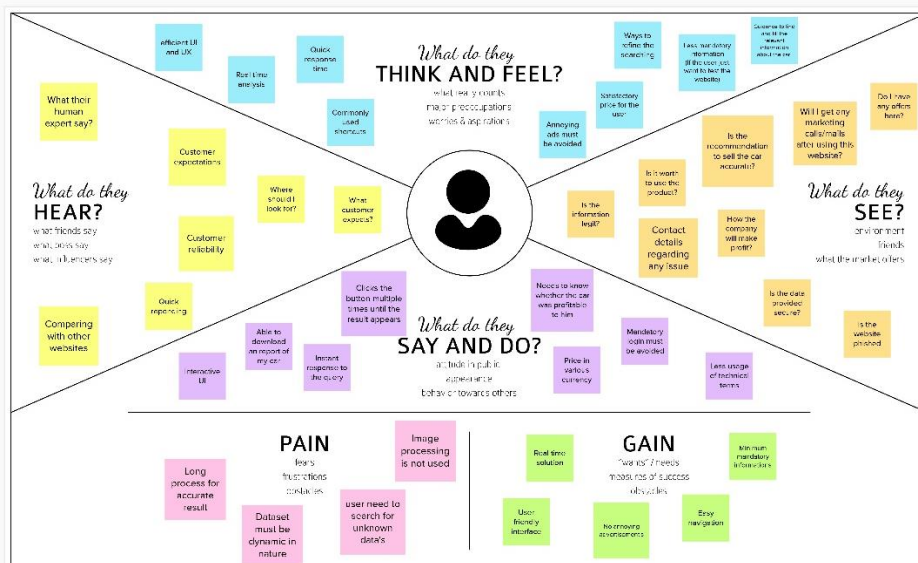 What do they
THINK AND FEEL?
what really counts
major preoccupations
worries & aspirations
efficient UI
and UX
Real time
analysis
Quick
response
time
Commonly
used
shortcuts
Ways to
refine the
searching
Less mandatory
information
(If the user just
want to test the
website)
Guidence to find
and fill the
relevant
information
about the car
Annoying
ads must
be avoided
Satisfactory
price for the
user
What do they
HEAR?
what friends say
what boss say
what influencers say
What their
human
expert say?
Customer
expectations
Where
should I
look for?
What
customer
expects?
Customer
reliability
Quick
reponcing
Comparing
with other
websites
What do they
SEE?
environment
friends
what the market offers
Do I have
any offers
here?
Will I get any
marketing
calls/mails
after using this
website?
Is the
recommendation
to sell the car
accurate?
Is it worth
to use the
product?
Is the
information
legit?
Contact
details
regarding
any issue
How the
company
will make
profit?
Is the data
provided
secure?
Is the
website
phished
What do they
SAY AND DO?
attitude in public
appearance
behavior towards others
Clicks the
button multiple
times until the
result appears
Able to
download
an report of
my car
Interactive
UI
Instant
response to
the query
Needs to know
whether the car
was profitable
to him
Mandatory
login must
be avoided
Price in
various
currency
Less usage
of technical
terms
PAIN
fears
frustrations
obstacles
Long
process for
accurate
result
Dataset
must be
dynamic in
nature
Image
processing
is not used
user need to
search for
unknown
data's
GAIN
"wants" / needs
measures of success
obstacles
Real time
solution
User
friendly
interface
No annoying
advertisements
Easy
navigation
Minimum
mandatory
informations